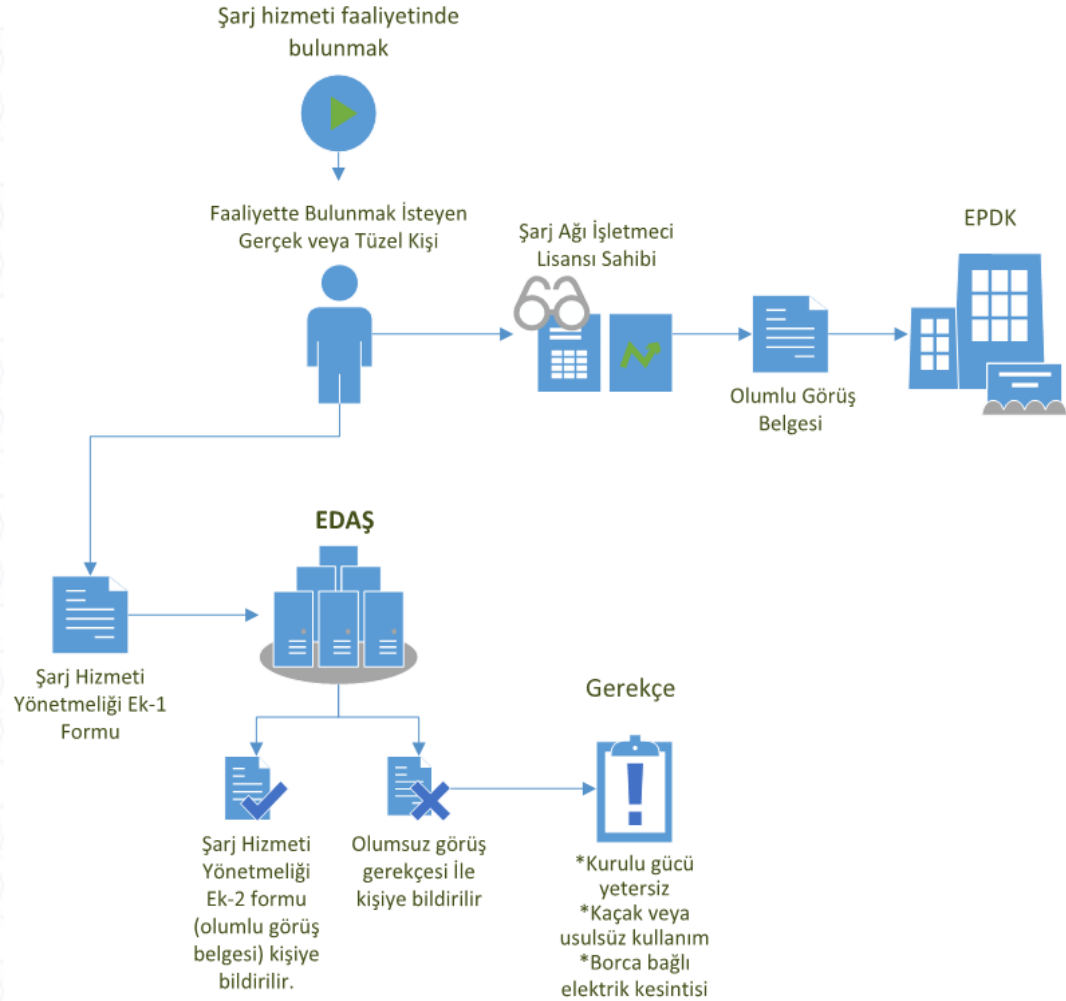 Şarj hizmeti faaliyetinde
bulunmak
Faaliyette Bulunmak İsteyen
Gerçek veya Tüzel Kişi
Şarj Ağı İşletmeci
Lisansı Sahibi
EPDK
Olumlu Görüş
Belgesi
EDAŞ
Şarj Hizmeti
Yönetmeliği Ek-1
Formu
Şarj Hizmeti
Yönetmeliği
Ek-2 formu
(olumlu görüş
belgesi) kişiye
bildirilir.
Olumsuz görüş
gerekçesi İle
kişiye bildirilir
Gerekçe
*Kurulu gücü
yetersiz
*Kaçak veya
usulsüz kullanım
*Borca bağlı
elektrik kesintisi